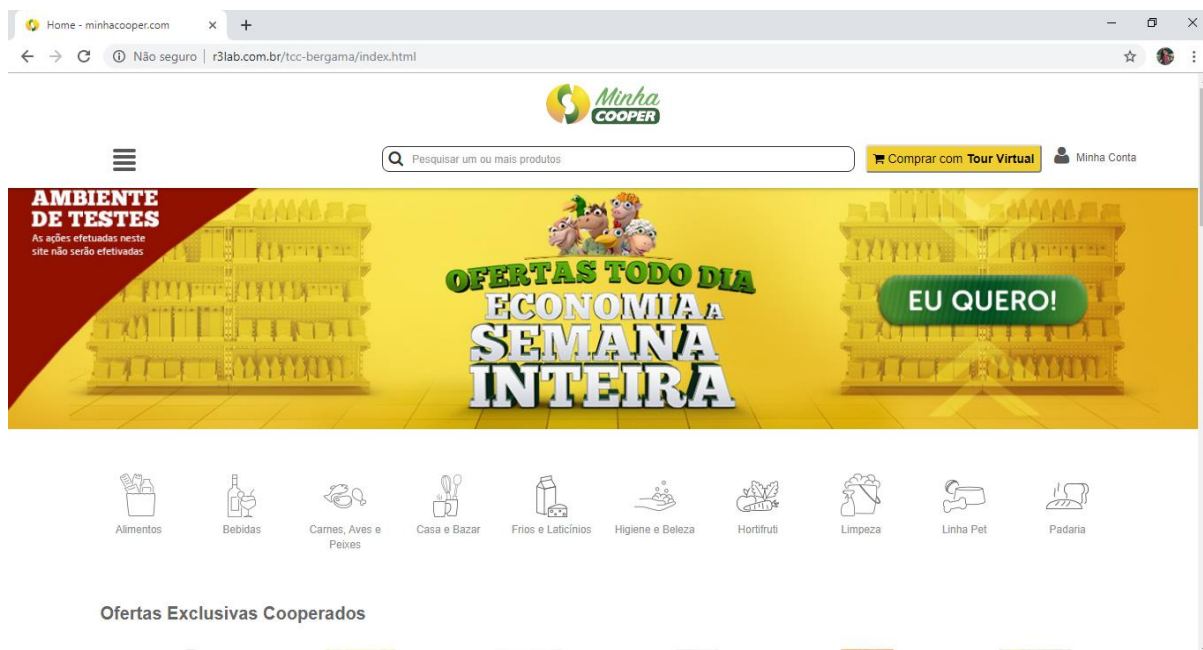 Home - minhacooper.com
Não seguro | r3lab.com.br/tcc-bergama/index.html
Minha
COOPER
Pesquisar um ou mais produtos
Comprar com Tour Virtual
Minha Conta
AMBIENTE
DE TESTES
As ações efetuadas neste
site não serão efetivadas
OFERTAS TODO DIA
ECONOMIA A
SEMANA
INTEIRA
EU QUERO!
Alimentos
Bebidas
Carnes, Aves e
Peixes
Casa e Bazar
Frios e Laticínios
Higiene e Beleza
Hortifruti
Limpeza
Linha Pet
Padaria
Ofertas Exclusivas Cooperados